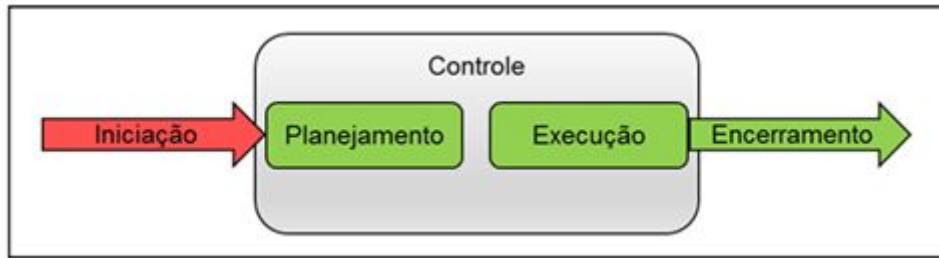 Controle
Iniciação
Planejamento
Execução
Encerramento